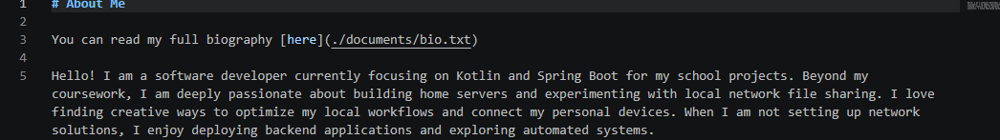 1 # About Me
2
3 You can read my full biography [here](./documents/bio.txt)
4
5 Hello! I am a software developer currently focusing on Kotlin and Spring Boot for my school projects. Beyond my
coursework, I am deeply passionate about building home servers and experimenting with local network file sharing. I love
finding creative ways to optimize my local workflows and connect my personal devices. When I am not setting up network
solutions, I enjoy deploying backend applications and exploring automated systems.